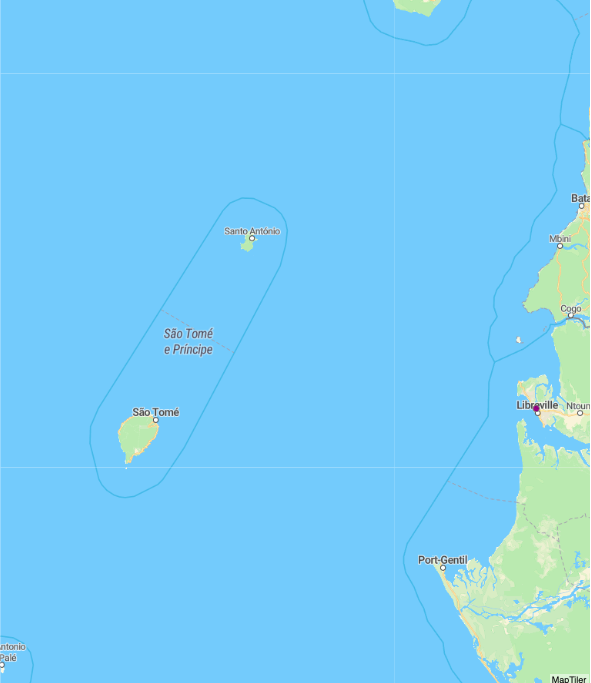 Bata
Santo António
Mbini
Cogo
São Tomé
e Príncipe
Libreville
Ntoum
São Tomé
Port-Gentil
ntonio
Palé
MapTiler